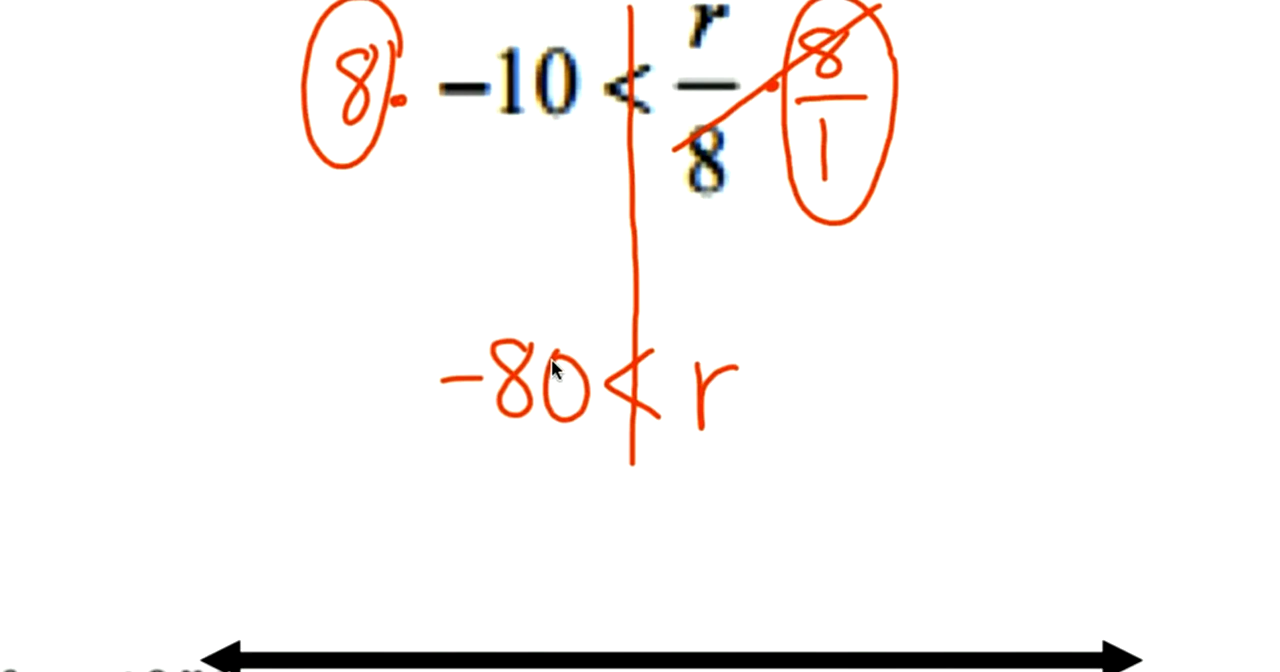 8 · -10 < r/8 · 8/1
-80 < r